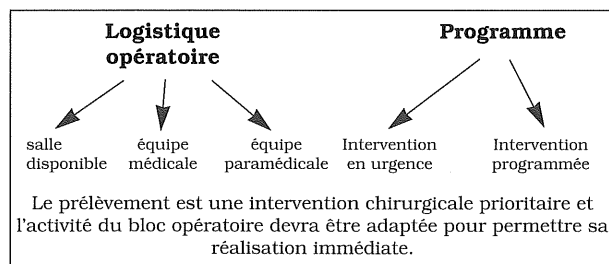 Logistique opératoire
Programme
salle disponible
équipe médicale
équipe paramédicale
Intervention en urgence
Intervention programmée
Le prélèvement est une intervention chirurgicale prioritaire et
l'activité du bloc opératoire devra être adaptée pour permettre sa
réalisation immédiate.